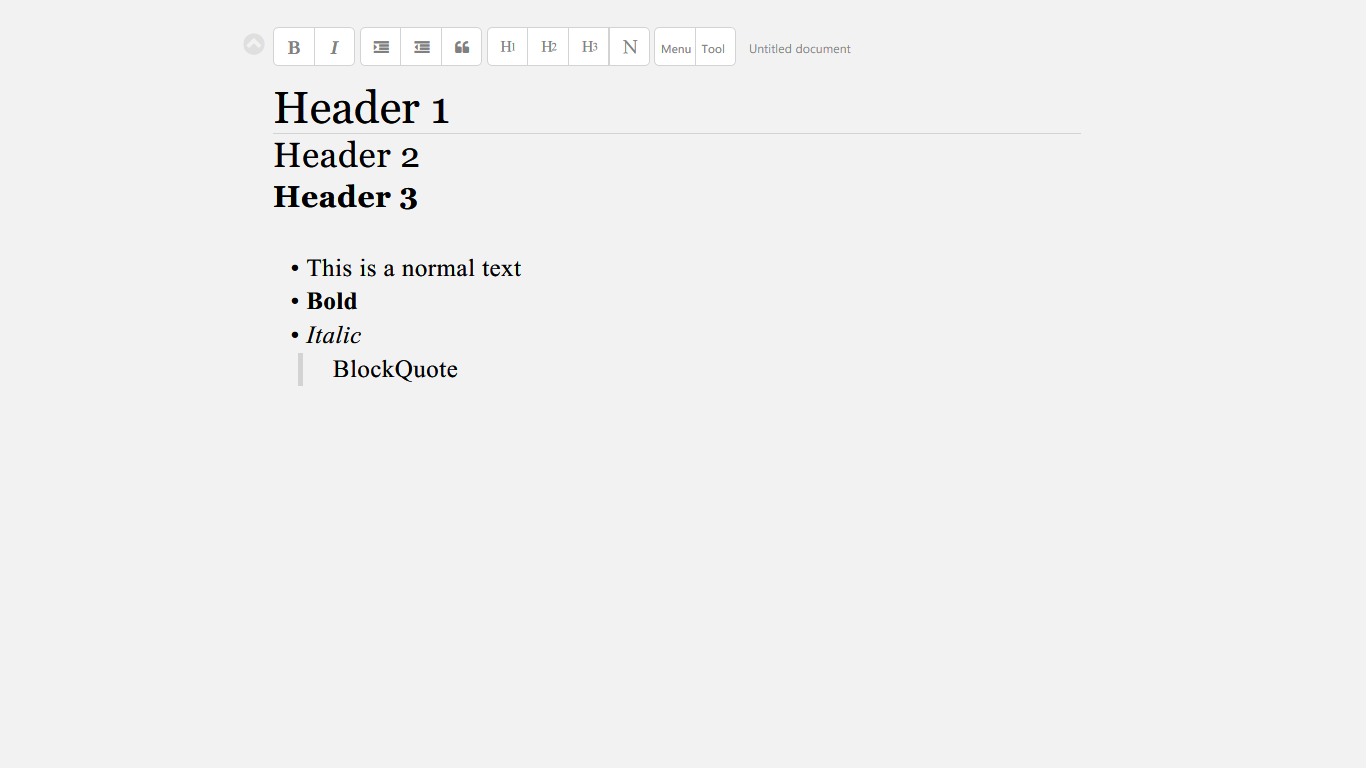 B I H1 H2 H3 N Menu Tool Untitled document
Header 1
Header 2
Header 3
• This is a normal text
• Bold
• Italic
BlockQuote